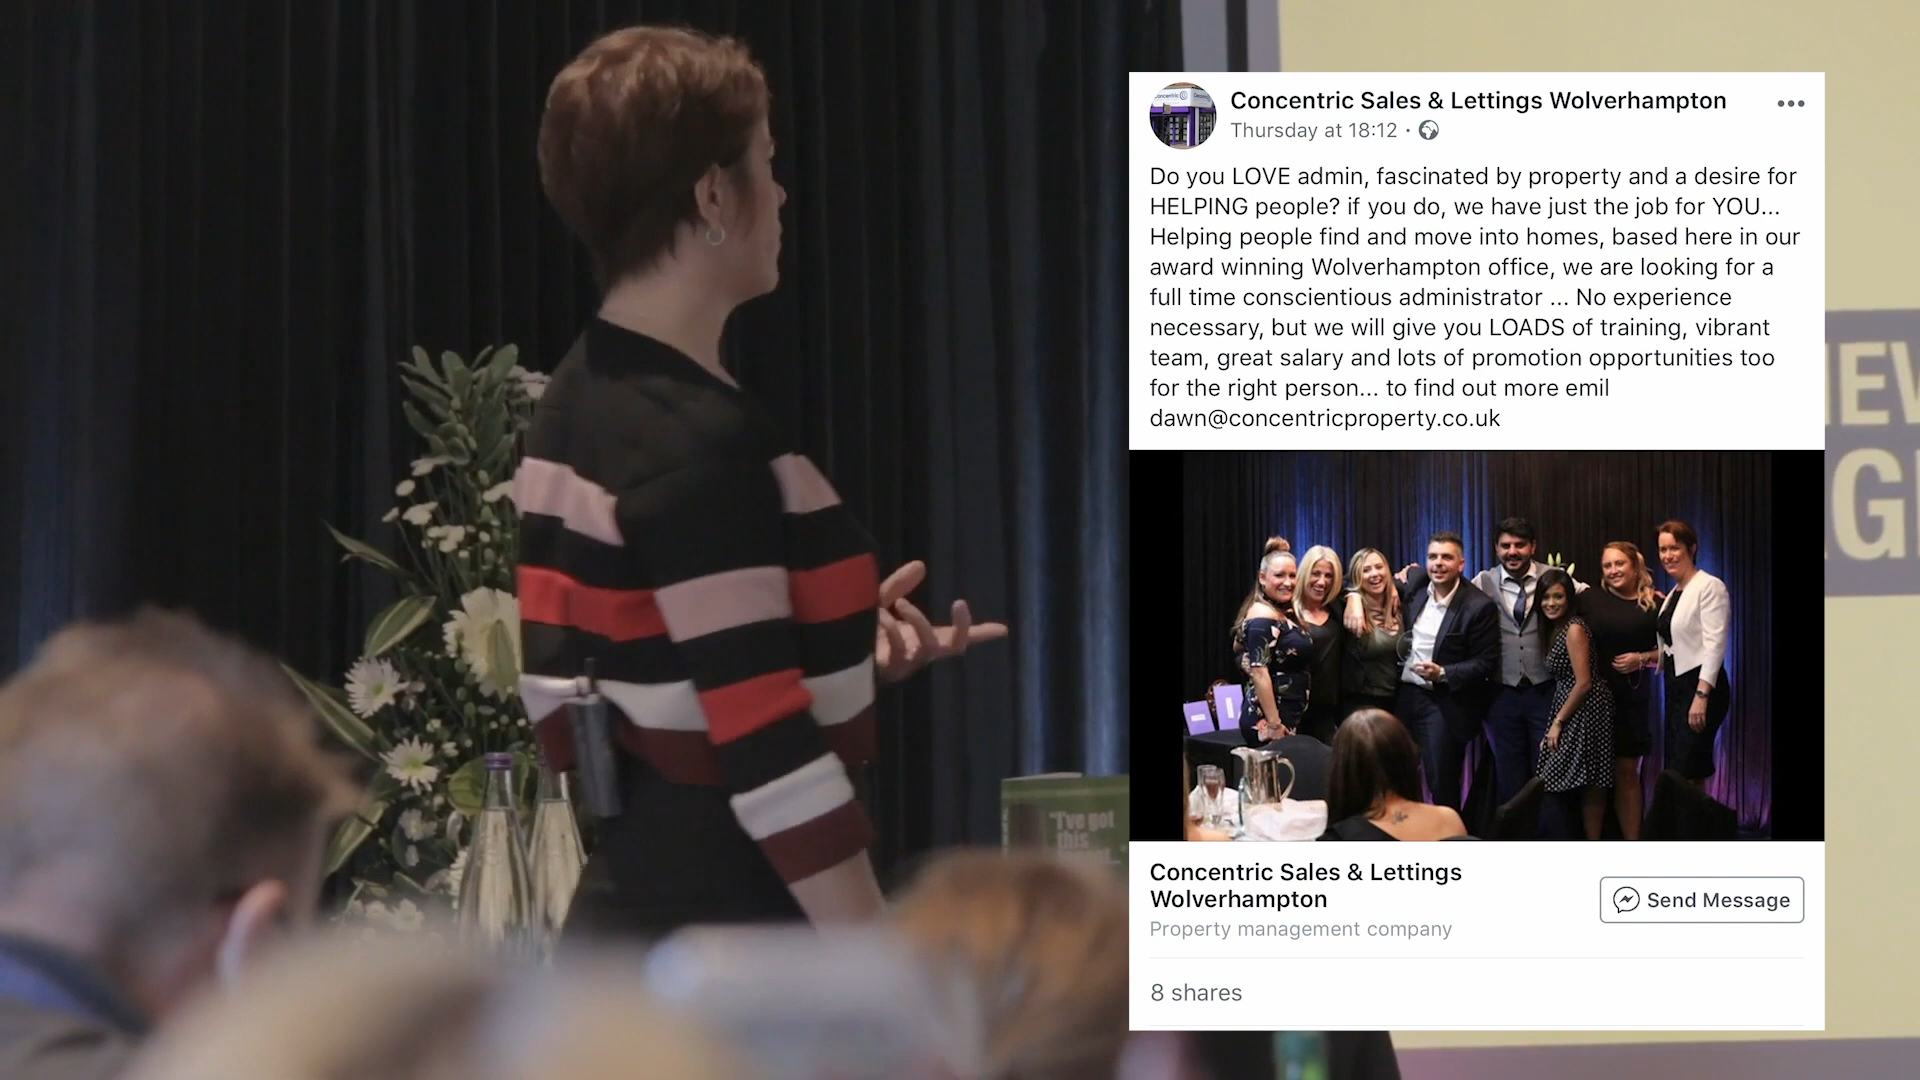 Concentric Sales & Lettings Wolverhampton
Thursday at 18:12 ·
Do you LOVE admin, fascinated by property and a desire for
HELPING people? if you do, we have just the job for YOU...
Helping people find and move into homes, based here in our
award winning Wolverhampton office, we are looking for a
full time conscientious administrator ... No experience
necessary, but we will give you LOADS of training, vibrant
team, great salary and lots of promotion opportunities too
for the right person... to find out more emil
dawn@concentricproperty.co.uk
"I've got
this
Concentric Sales & Lettings
Wolverhampton
Property management company
Send Message
8 shares